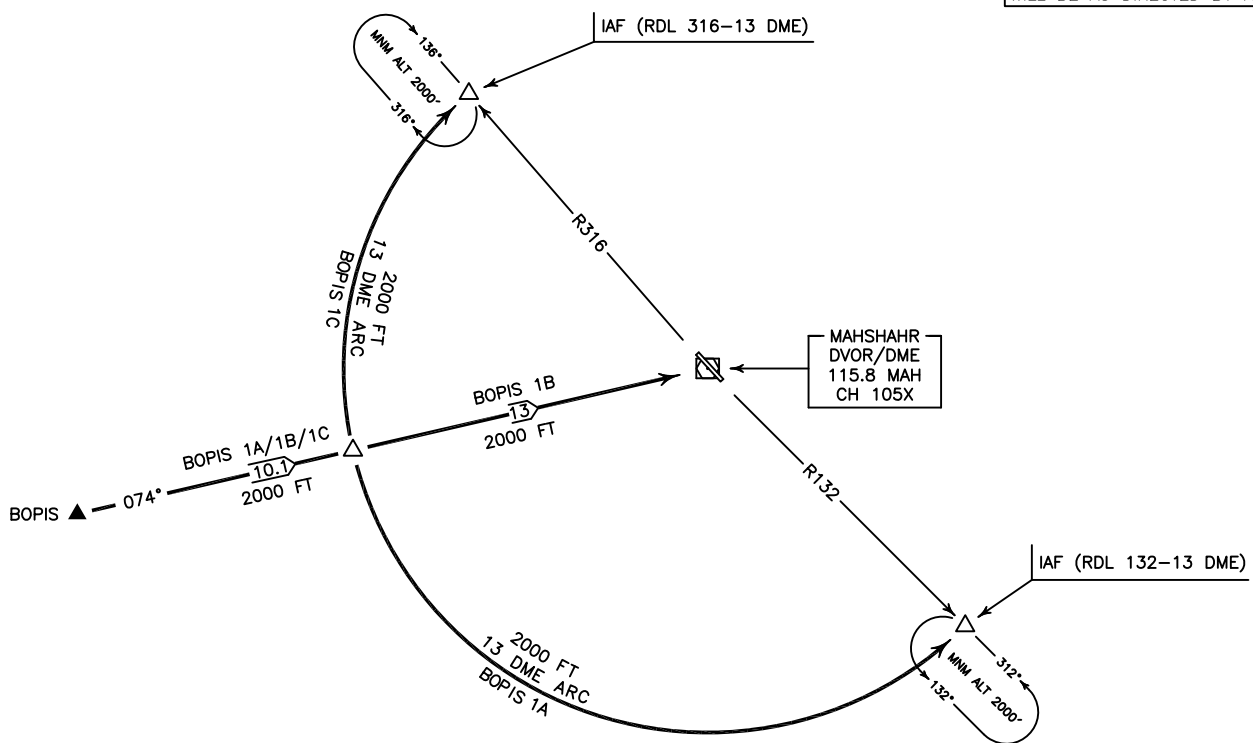 IAF (RDL 316-13 DME)
136°
MNM ALT 2000'
316°
R316
2000 FT
13 DME ARC
BOPIS 1C
MAHSHAHR
DVOR/DME
115.8 MAH
CH 105X
BOPIS 1B
13
2000 FT
BOPIS 1A/1B/1C
10.1
2000 FT
074°
BOPIS
R132
IAF (RDL 132-13 DME)
312°
MNM ALT 2000'
132°
2000 FT
13 DME ARC
BOPIS 1A